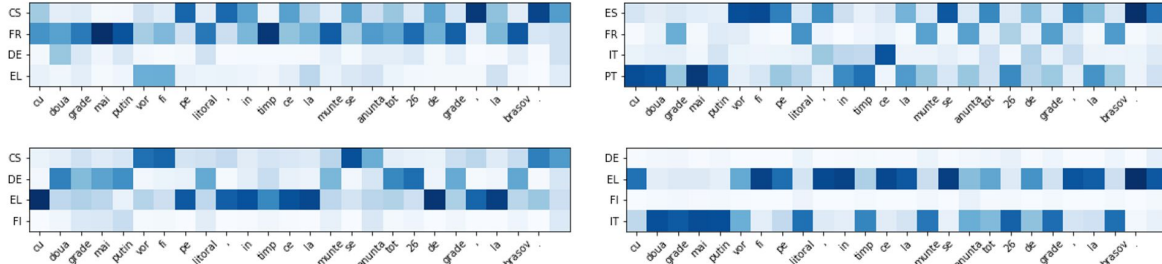 CS
FR
DE
EL
cu doua grade mai putin vor fi pe litoral , in timp ce la munte se anunta tot 26 de grade , la brasov .
ES
FR
IT
PT
cu doua grade mai putin vor fi pe litoral , in timp ce la munte se anunta tot 26 de grade , la brasov .
CS
DE
EL
FI
cu doua grade mai putin vor fi pe litoral , in timp ce la munte se anunta tot 26 de grade , la brasov .
DE
EL
FI
IT
cu doua grade mai putin vor fi pe litoral , in timp ce la munte se anunta tot 26 de grade , la brasov .